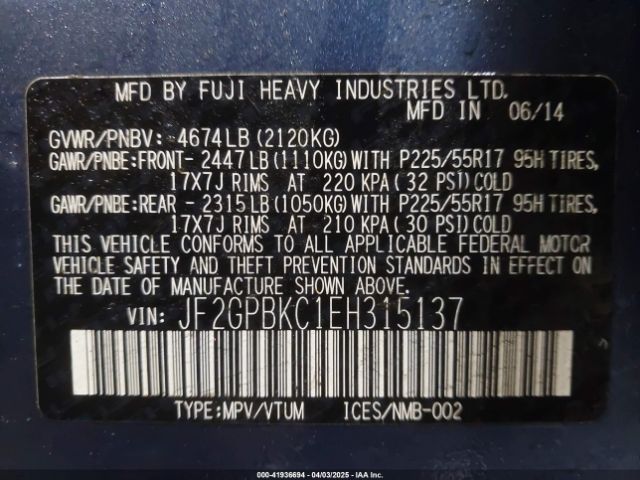 MFD BY FUJI HEAVY INDUSTRIES LTD.
MFD IN 06/14
GVWR/PNBV: 4674LB(2120KG)
GAWR/PNBE:FRONT- 2447LB(1110KG)WITH P225/55R17 95H TIRES,
17X7J RIMS AT 220 KPA(32 PSI)COLD
GAWR/PNBE:REAR - 2315LB(1050KG)WITH P225/55R17 95H TIRES,
17X7J RIMS AT 210 KPA(30 PSI)COLD
THIS VEHICLE CONFORMS TO ALL APPLICABLE FEDERAL MOTOR
VEHICLE SAFETY AND THEFT PREVENTION STANDARDS IN EFFECT ON
THE DATE OF MANUFACTURE SHOWN ABOVE.
VIN: JF2GPBKC1EH315137
TYPE:MPV/VTUM ICES/NMB-002
000-41936694 - 04/03/2025 - IAAI Inc.